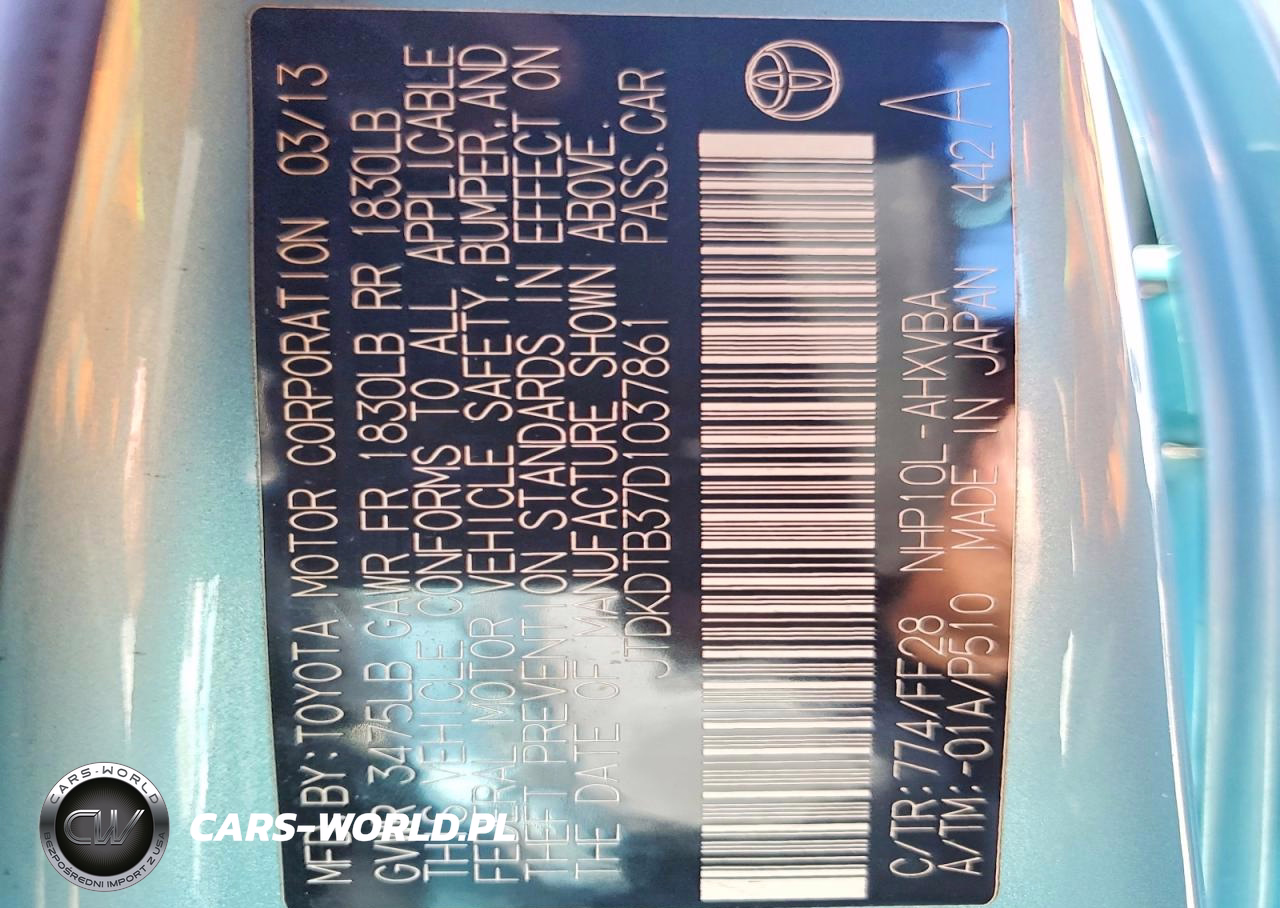 MFD BY: TOYOTA MOTOR CORPORATION 03/13
GVWR 3475LB GAWR FR 1830LB RR 1830LB
THIS VEHICLE CONFORMS TO ALL APPLICABLE
FEDERAL MOTOR VEHICLE SAFETY, BUMPER, AND
THEFT PREVENTION STANDARDS IN EFFECT ON
THE DATE OF MANUFACTURE SHOWN ABOVE.
JTDKDTB37D1037861 PASS. CAR
C/TR: 774/FF28 NHP10L-AHXVBA
A/TM: -01A/P510 MADE IN JAPAN 442 A
CARS-WORLD
CW
BEZPOŚREDNI IMPORT Z USA
CARS-WORLD.PL